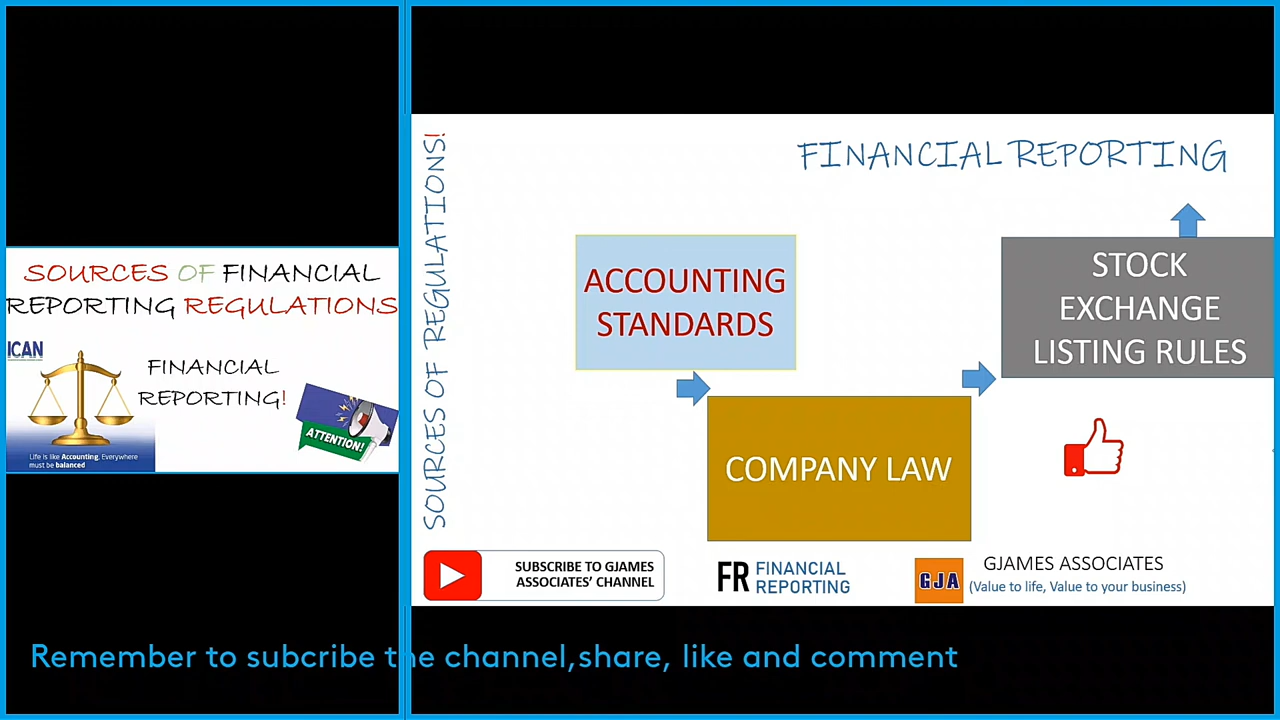 SOURCES OF FINANCIAL
REPORTING REGULATIONS
ICAN
FINANCIAL
REPORTING!
ATTENTION!
Life is like Accounting, Everywhere
must be balanced
SOURCES OF REGULATIONS!
FINANCIAL REPORTING
ACCOUNTING
STANDARDS
STOCK
EXCHANGE
LISTING RULES
COMPANY LAW
SUBSCRIBE TO GJAMES
ASSOCIATES' CHANNEL
FR FINANCIAL
REPORTING
GJA
GJAMES ASSOCIATES
(Value to life, Value to your business)
Remember to subcribe the channel,share, like and comment